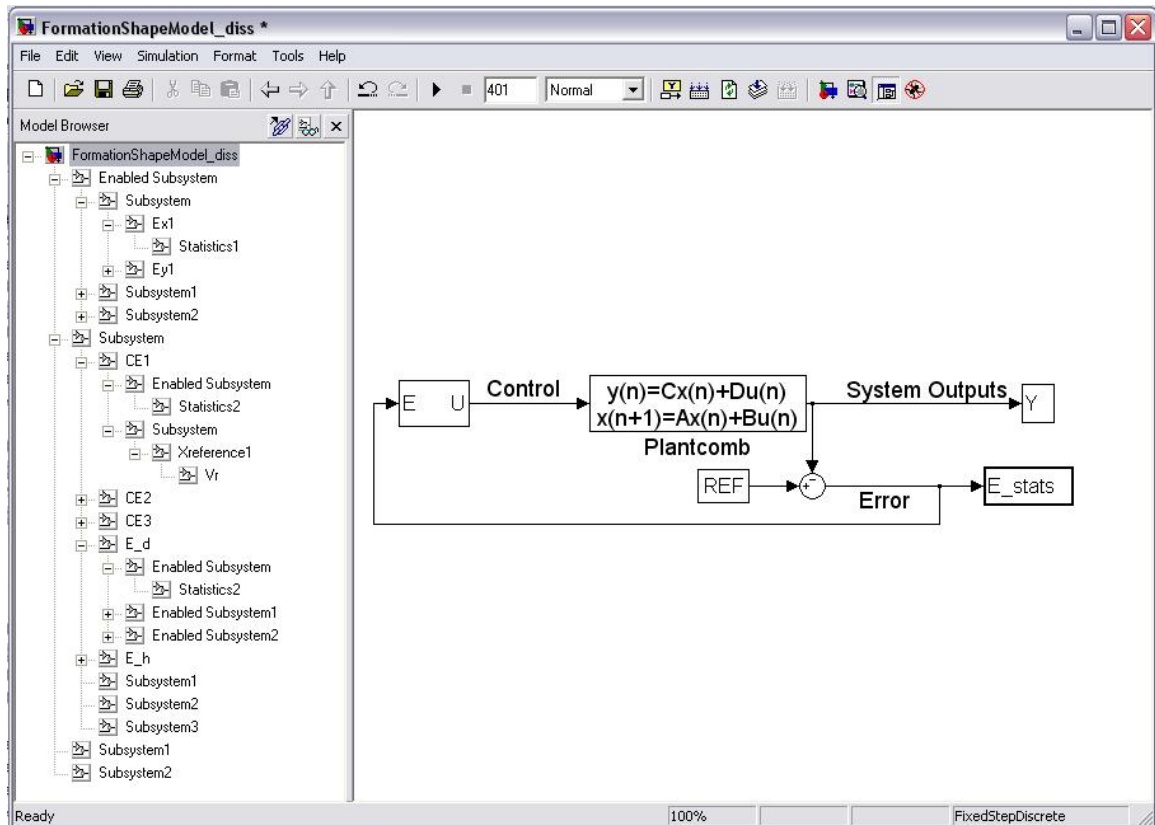 FormationShapeModel_diss *
File Edit View Simulation Format Tools Help
401 Normal
Model Browser
FormationShapeModel_diss
Enabled Subsystem
Subsystem
Ex1
Statistics1
Ey1
Subsystem1
Subsystem2
Subsystem
CE1
Enabled Subsystem
Statistics2
Subsystem
Xreference1
Vr
CE2
CE3
E_d
Enabled Subsystem
Statistics2
Enabled Subsystem1
Enabled Subsystem2
E_h
Subsystem1
Subsystem2
Subsystem3
Subsystem1
Subsystem2
E U
Control
y(n)=Cx(n)+Du(n)
x(n+1)=Ax(n)+Bu(n)
Plantcomb
System Outputs
Y
REF
+ -
Error
E_stats
Ready 100% FixedStepDiscrete